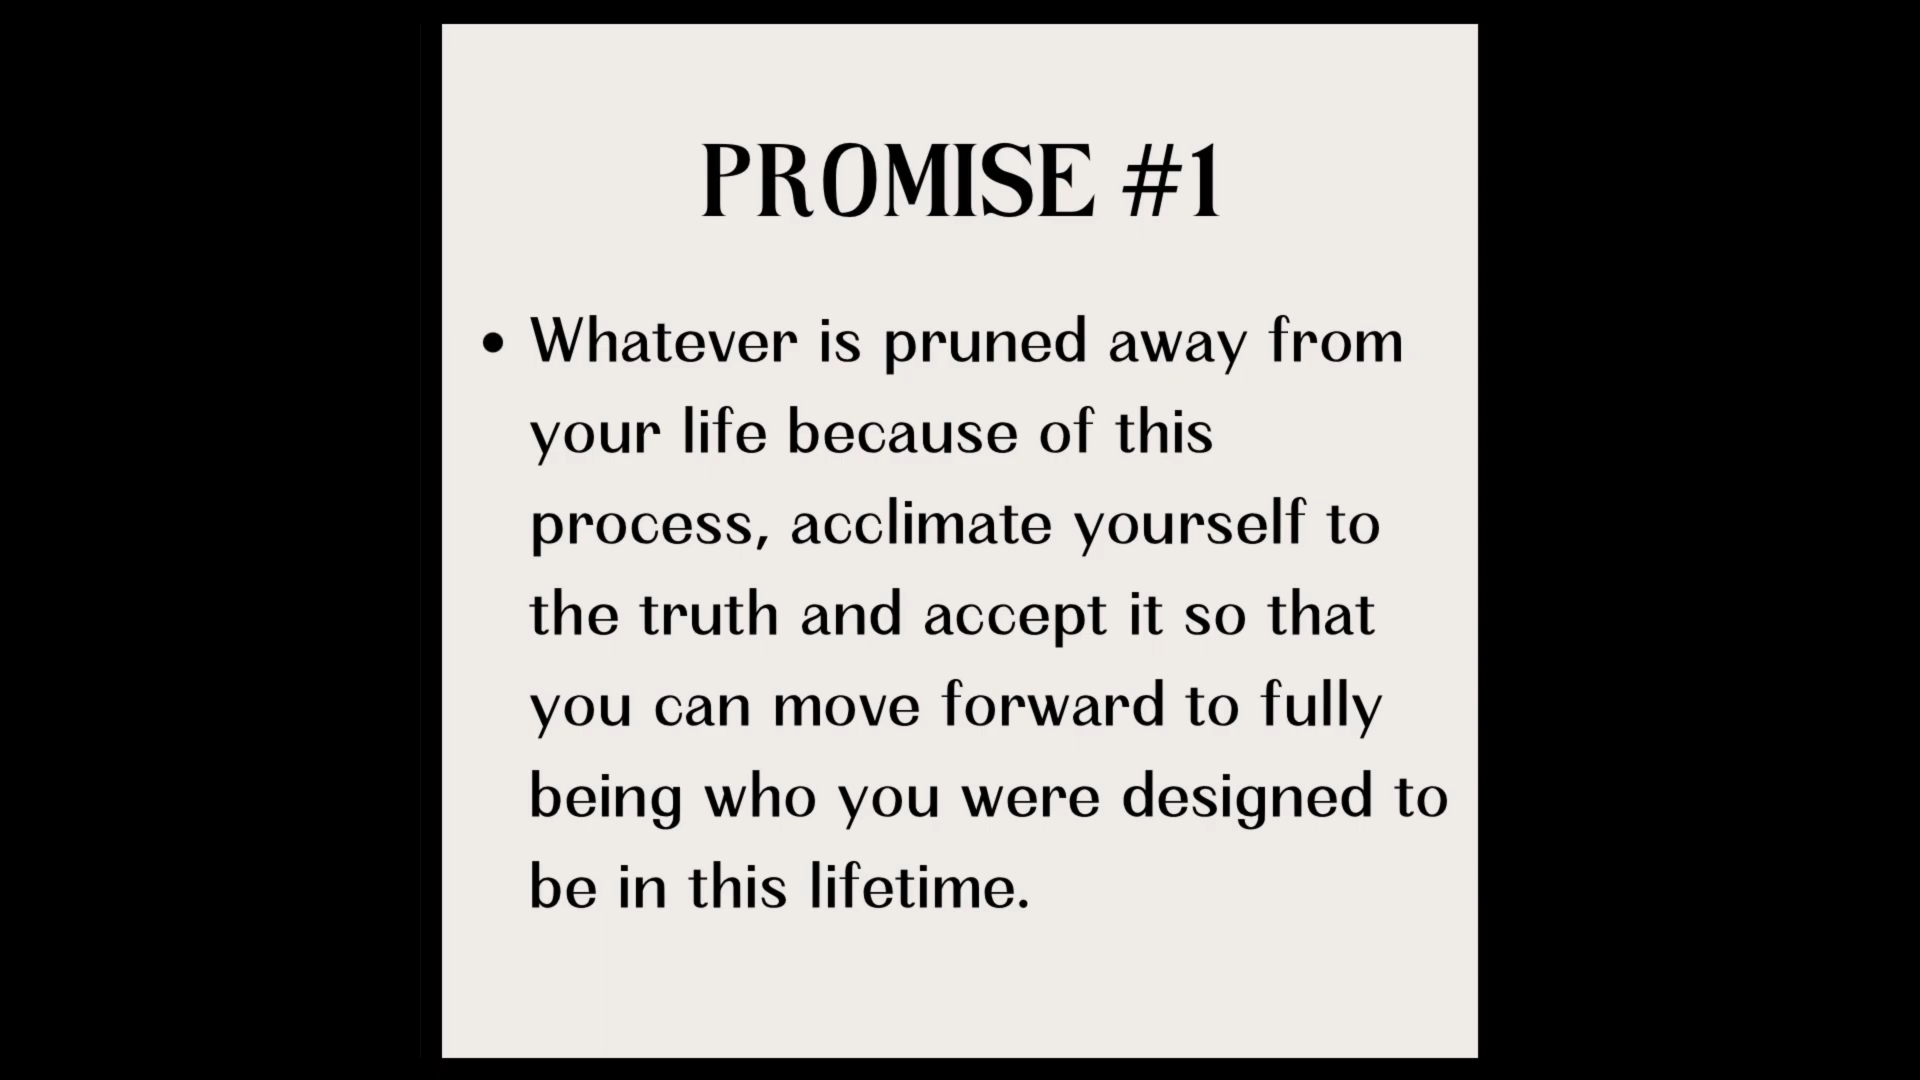 PROMISE #1
• Whatever is pruned away from
your life because of this
process, acclimate yourself to
the truth and accept it so that
you can move forward to fully
being who you were designed to
be in this lifetime.